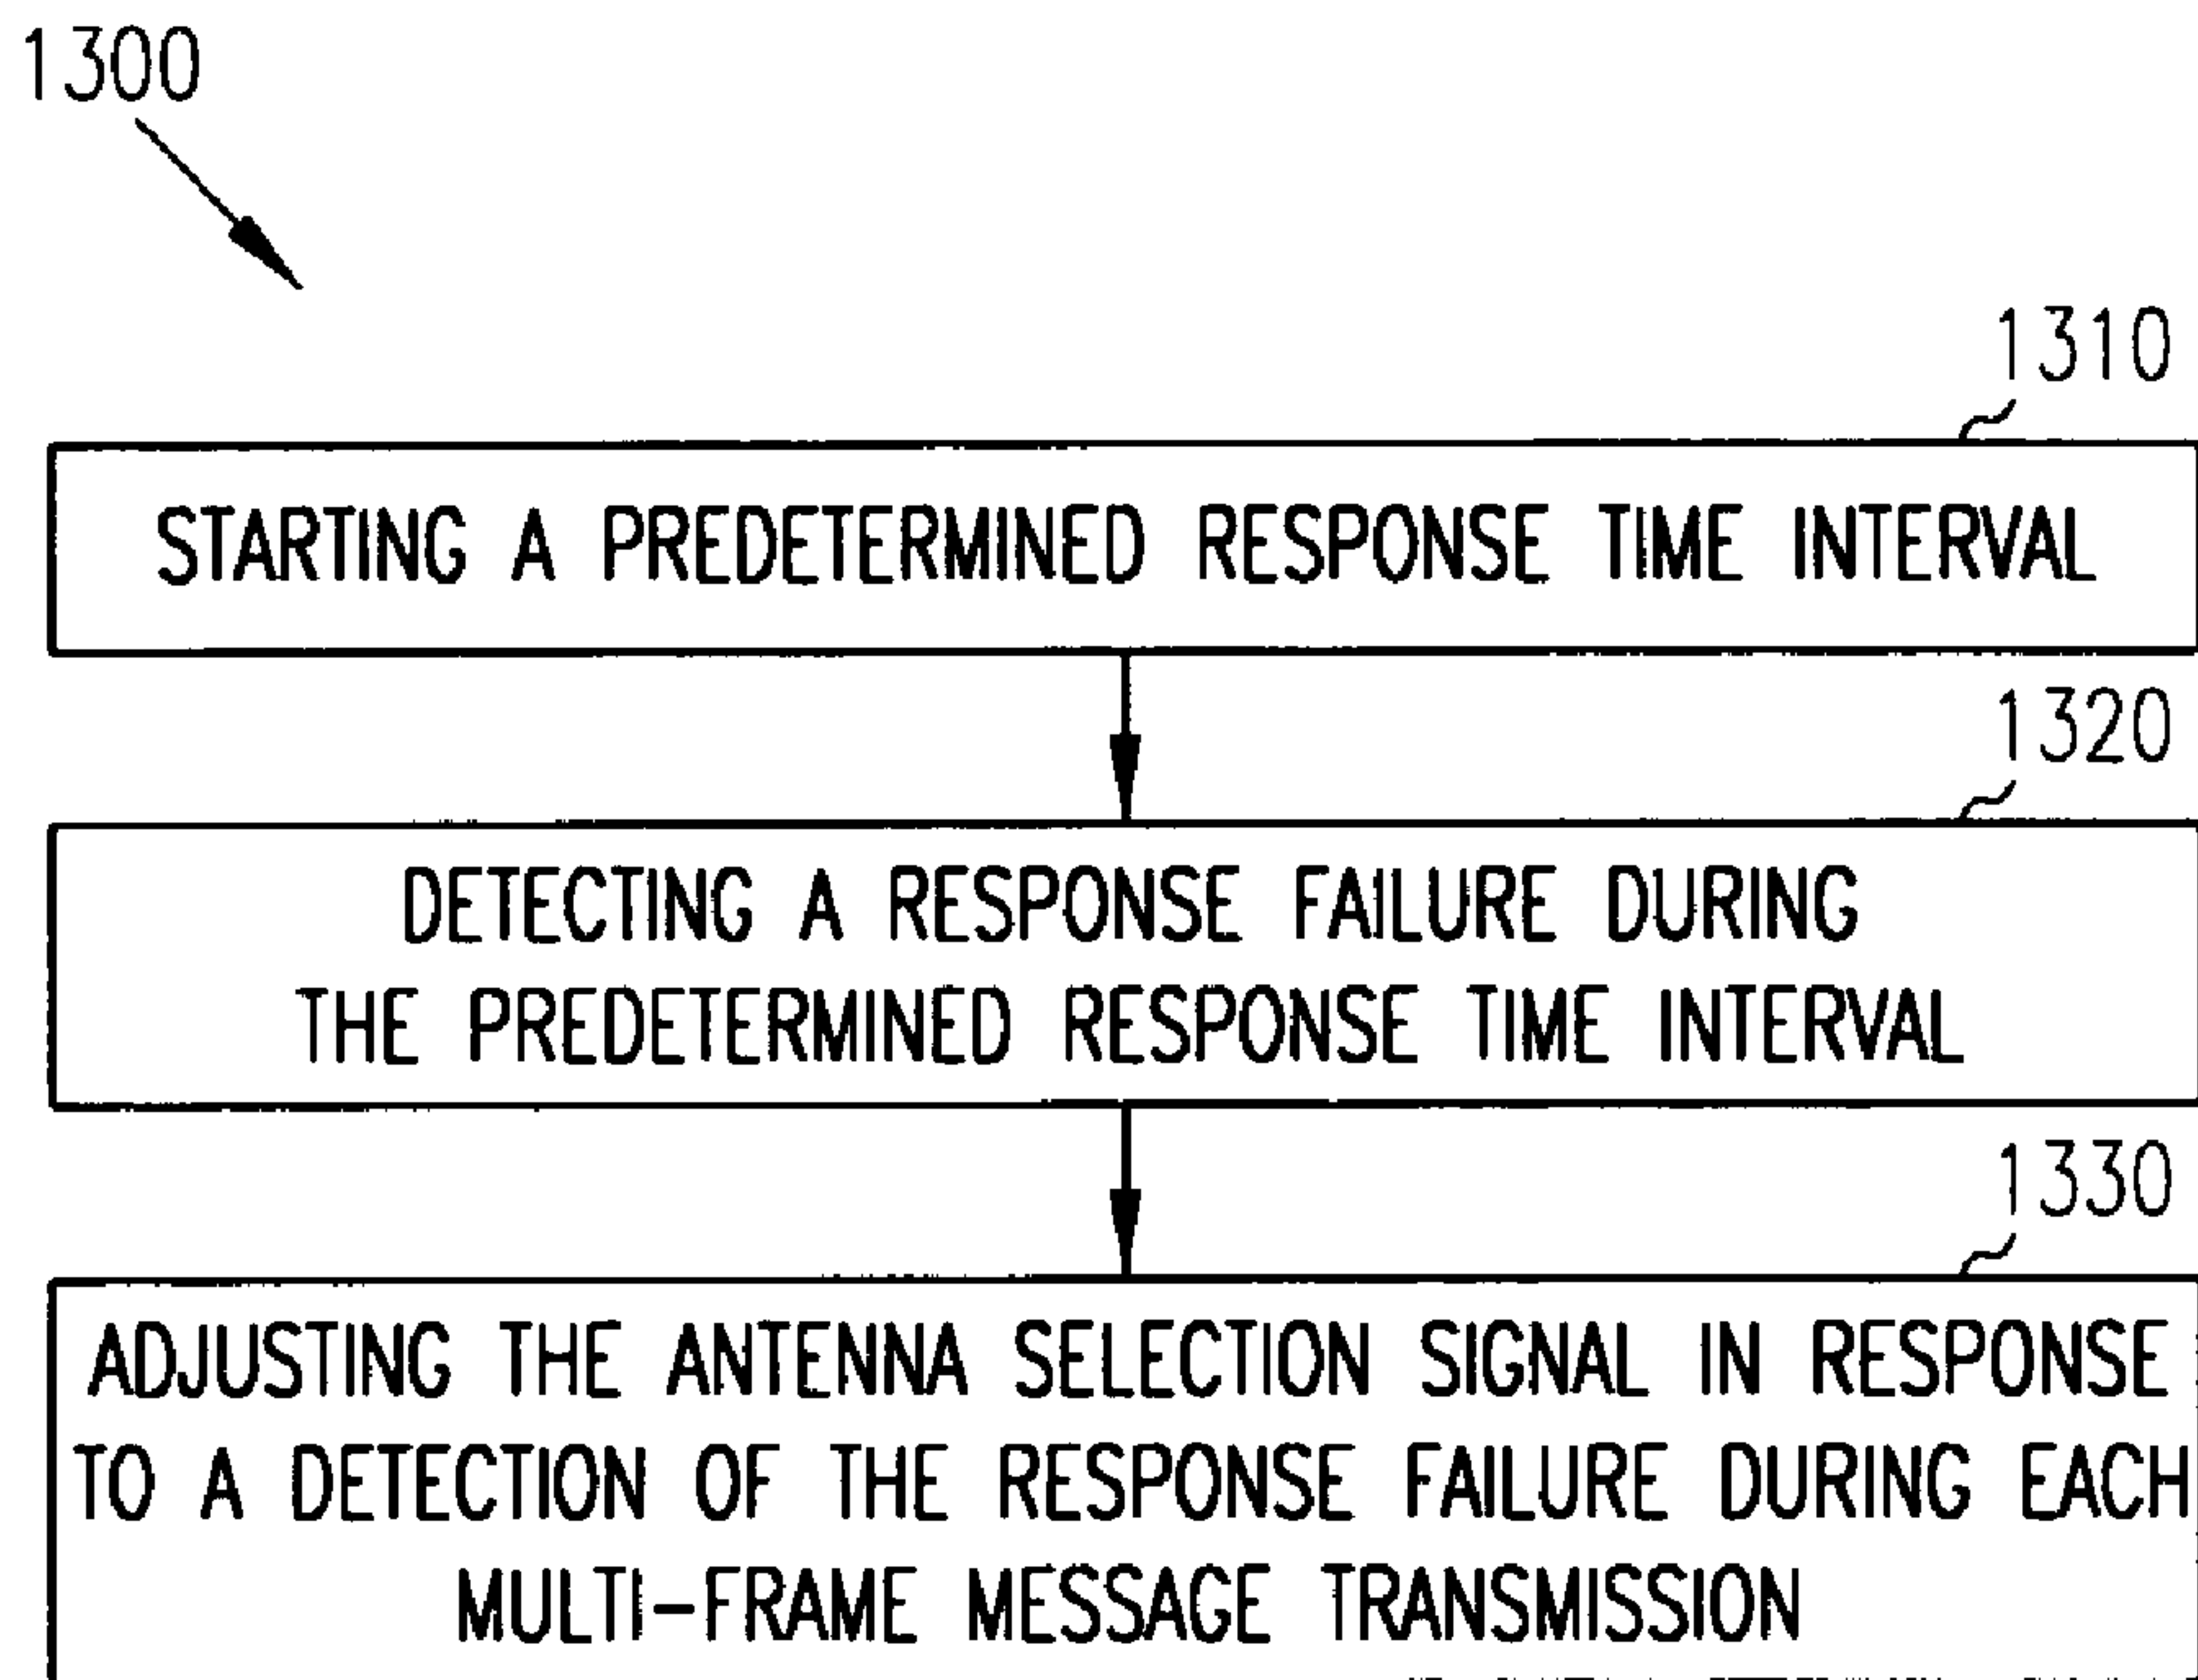 1300
1310
STARTING A PREDETERMINED RESPONSE TIME INTERVAL
1320
DETECTING A RESPONSE FAILURE DURING
THE PREDETERMINED RESPONSE TIME INTERVAL
1330
ADJUSTING THE ANTENNA SELECTION SIGNAL IN RESPONSE
TO A DETECTION OF THE RESPONSE FAILURE DURING EACH
MULTI-FRAME MESSAGE TRANSMISSION